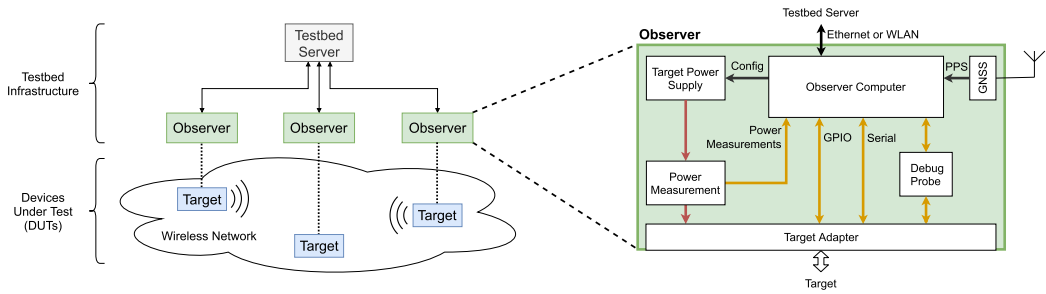 Testbed
Infrastructure
Devices
Under Test
(DUTs)
Testbed
Server
Observer
Observer
Observer
Target
Target
Target
Wireless Network
Testbed Server
Ethernet or WLAN
Observer
Target Power
Supply
Config
Observer Computer
PPS
GNSS
Power
Measurements
GPIO
Serial
Power
Measurement
Debug
Probe
Target Adapter
Target